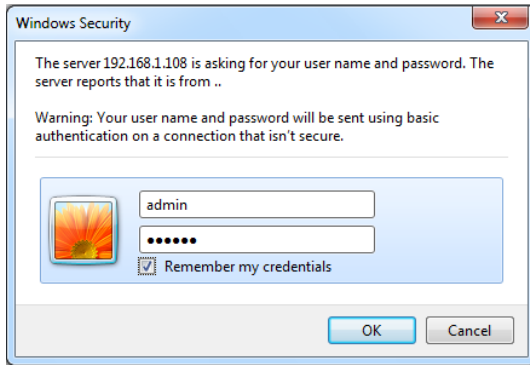 Windows Security
The server 192.168.1.108 is asking for your user name and password. The
server reports that it is from ..
Warning: Your user name and password will be sent using basic
authentication on a connection that isn't secure.
admin
••••••
Remember my credentials
OK
Cancel